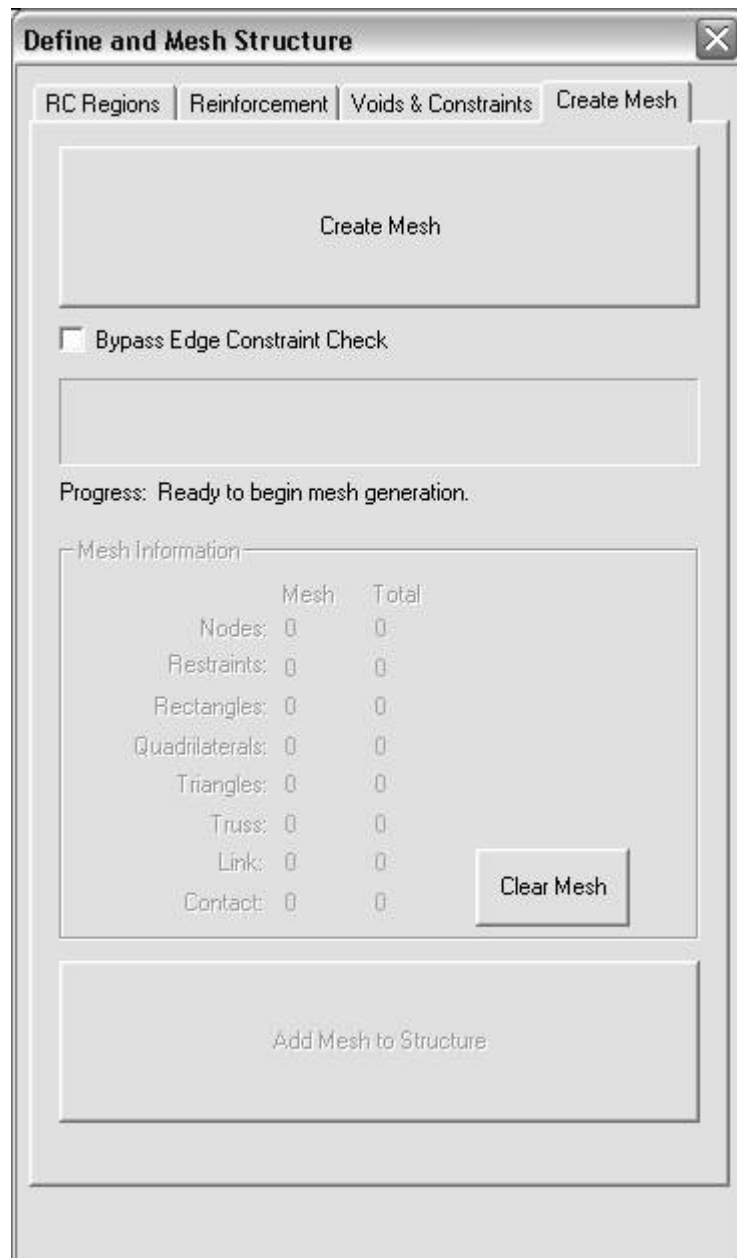 Define and Mesh Structure
RC Regions Reinforcement Voids & Constraints Create Mesh
Create Mesh
Bypass Edge Constraint Check
Progress: Ready to begin mesh generation.
Mesh Information
Mesh Total
Nodes: 0 0
Restraints: 0 0
Rectangles: 0 0
Quadrilaterals: 0 0
Triangles: 0 0
Truss: 0 0
Link: 0 0
Contact: 0 0
Clear Mesh
Add Mesh to Structure